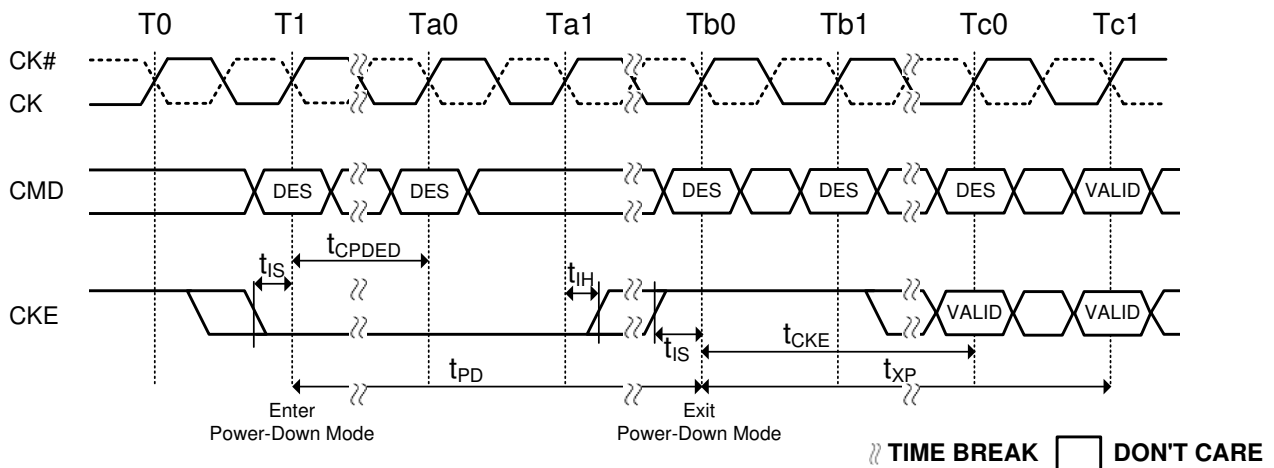 T0 T1 Ta0 Ta1 Tb0 Tb1 Tc0 Tc1
CK#
CK
CMD DES DES DES DES DES VALID
tCPDED
tIS tIH
CKE VALID VALID
tIS tCKE
tPD tXP
Enter
Power-Down Mode
Exit
Power-Down Mode
TIME BREAK DON'T CARE